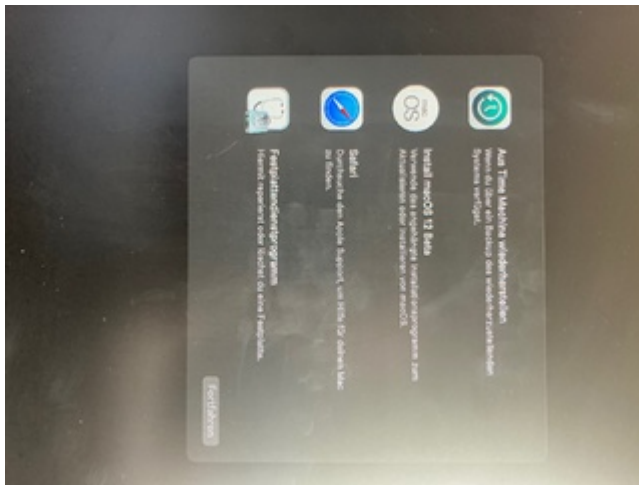 Aus Time Machine wiederherstellen
Wenn du über ein Backup des wiederherzustellenden
Systems verfügst.
macOS
Install macOS 12 Beta
Verwende das angehängte Installationsprogramm zum
Aktualisieren oder Installieren von macOS.
Safari
Durchsuche den Apple Support, um Hilfe für deinen Mac
zu finden.
Festplattendienstprogramm
Hiermit reparierst oder löschst du eine Festplatte.
Fortfahren